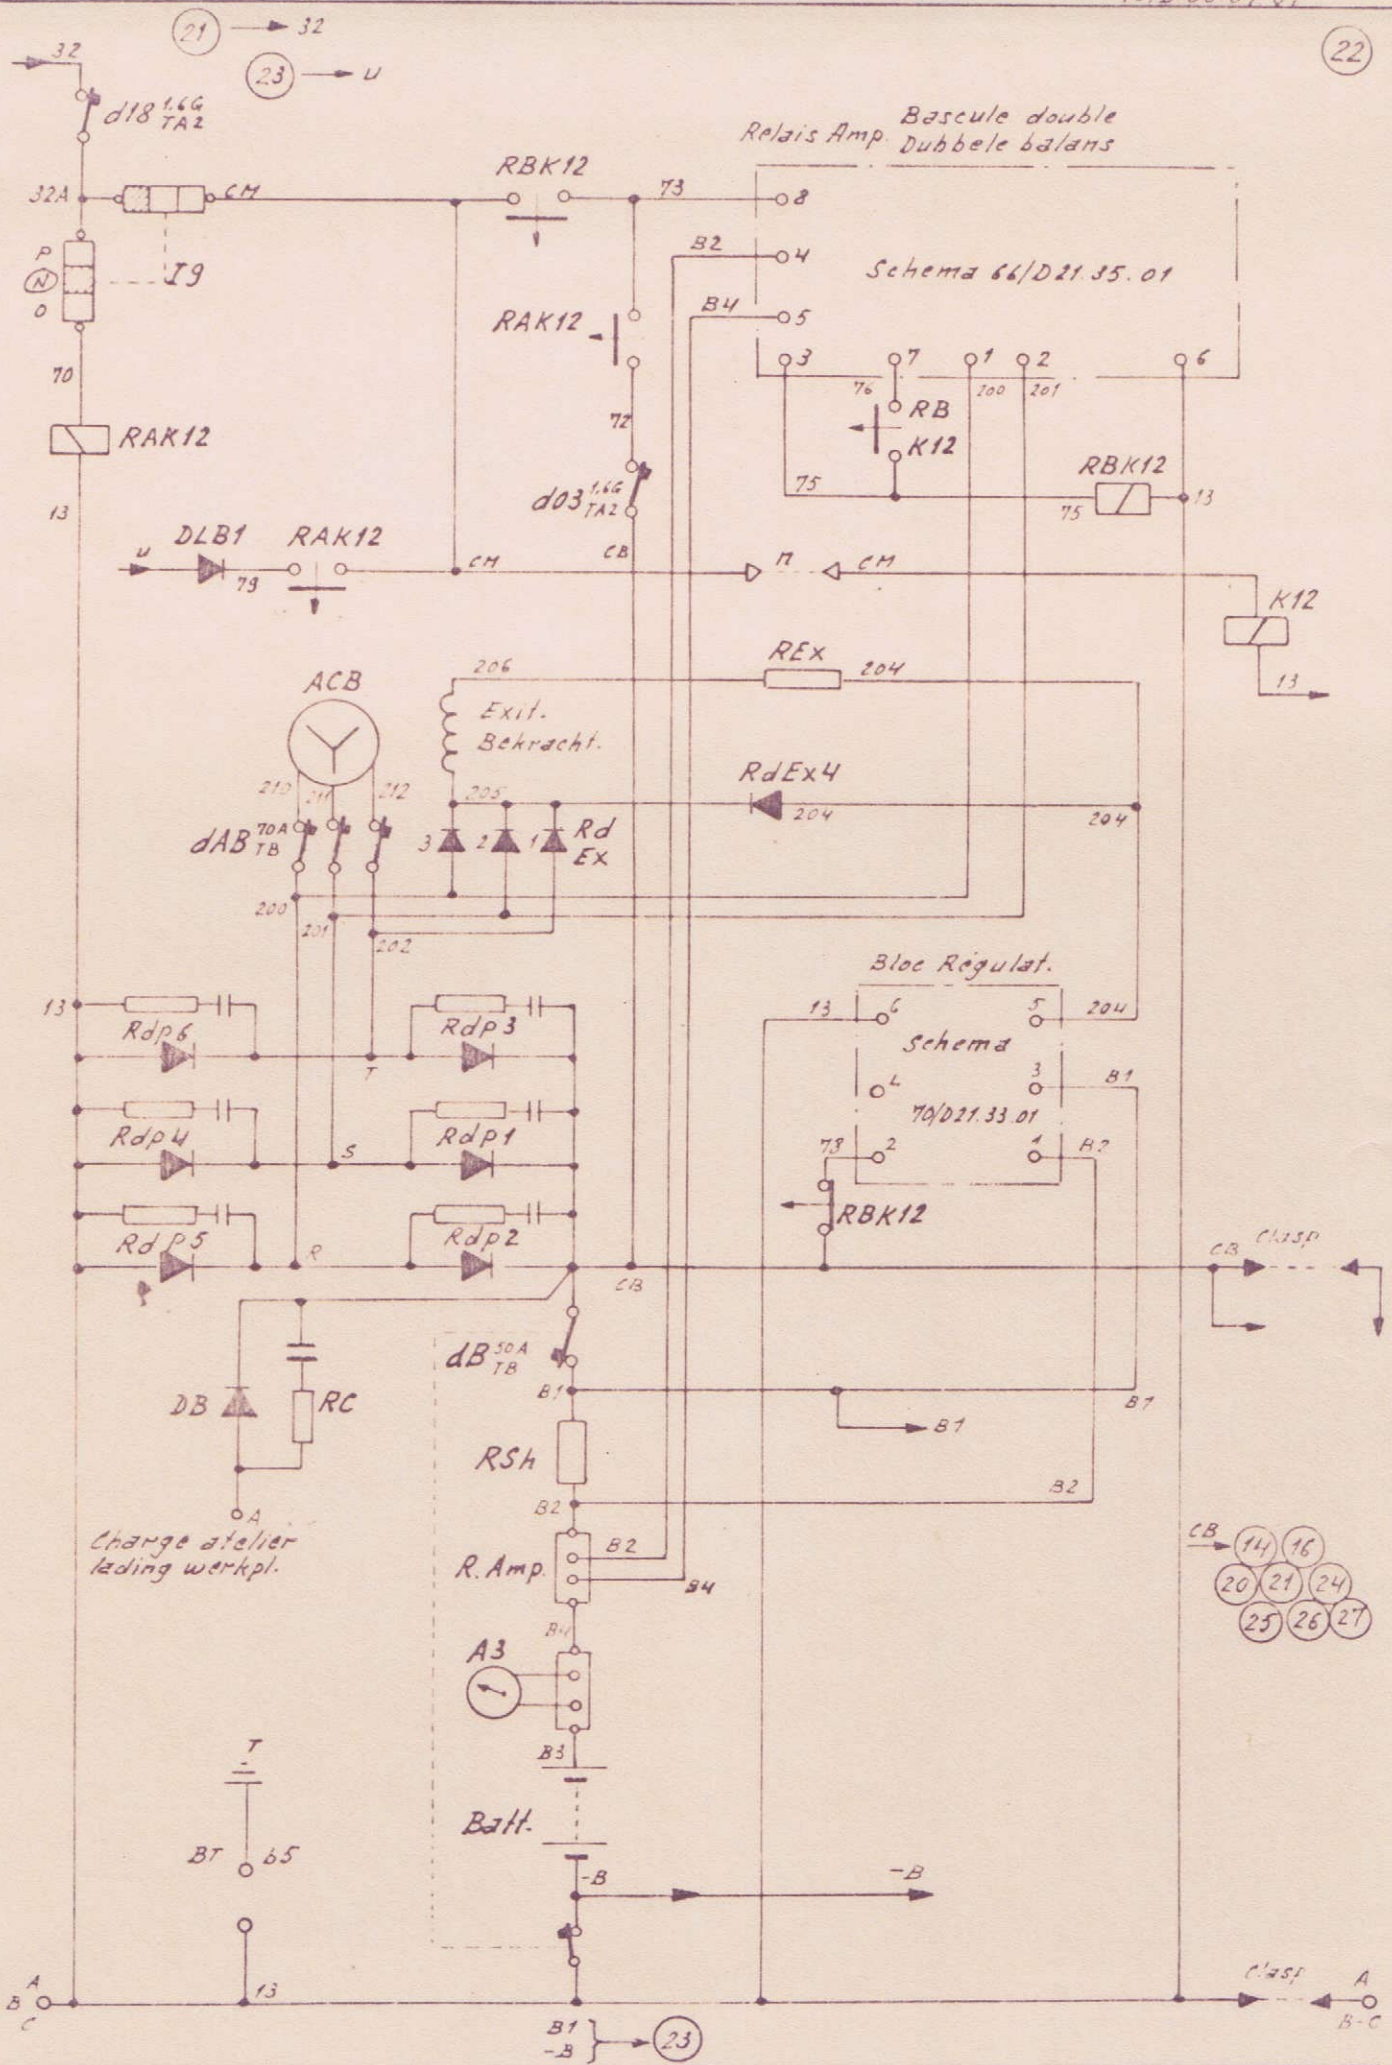 21 → 32
22
32
23 → u
d18 1.6G TA2
Relais Amp.
Bascule double
Dubbele balans
RBK12
32A
CM
73
8
P
N
O
I9
B2
4
Schema 66/D21.35.01
RAK12
B4
5
3
7
1
2
6
70
76
200
201
72
RB
K12
RAK12
RBK12
d03 1.6G TA2
75
75
13
13
DLB1
RAK12
u
79
CM
CB
n
CM
K12
13
206
REx
204
ACB
Exit.
Bekracht.
RdEx4
210
211
212
205
204
204
dAB 70A TB
3
2
1
Rd
Ex
200
201
202
Bloc Régulat.
13
13
6
5
204
Rdp6
Rdp3
Schema
T
4
3
B1
Rdp4
Rdp1
70/D21.33.01
S
73
2
1
B2
RBK12
Rdp5
Rdp2
R
CB
CB
Clasp
dB 50A TB
B1
B1
DB
RC
B1
RSh
B2
B2
A
Charge atelier
lading werkpl.
R. Amp.
B2
B4
CB
14 16
20 21 24
25 26 27
B4
A3
B3
T
Batt.
BT
b5
-B
-B
A
B
C
13
Clasp
A
B-C
B1
-B } → 23